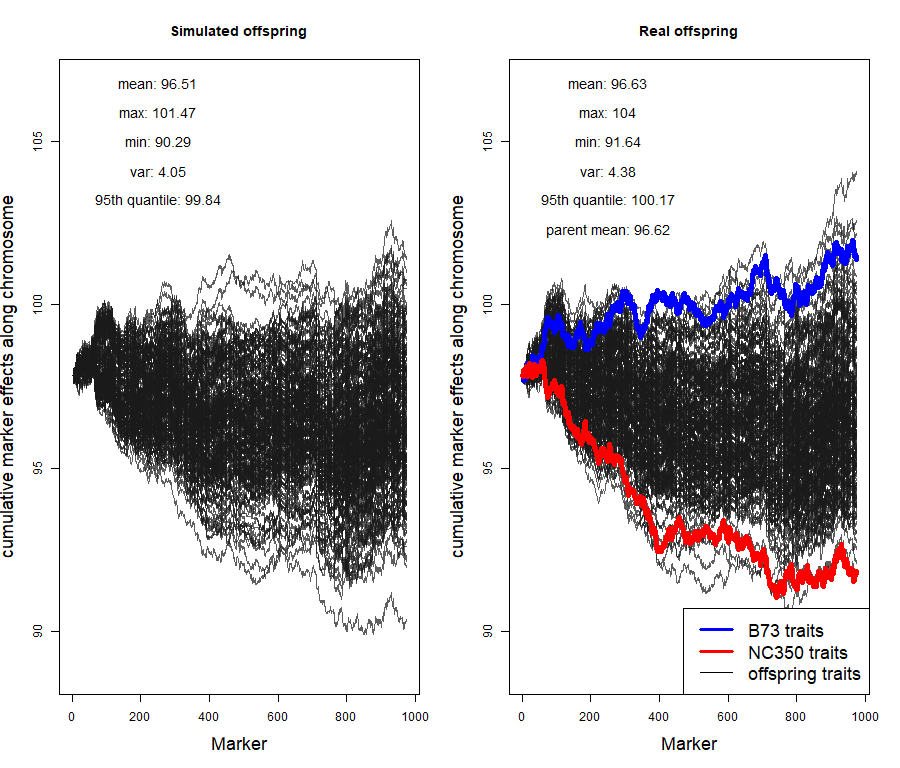 Simulated offspring
mean: 96.51
max: 101.47
min: 90.29
var: 4.05
95th quantile: 99.84
cumulative marker effects along chromosome
105
100
95
90
0 200 400 600 800 1000
Marker
Real offspring
mean: 96.63
max: 104
min: 91.64
var: 4.38
95th quantile: 100.17
parent mean: 96.62
cumulative marker effects along chromosome
105
100
95
90
B73 traits
NC350 traits
offspring traits
0 200 400 600 800 1000
Marker